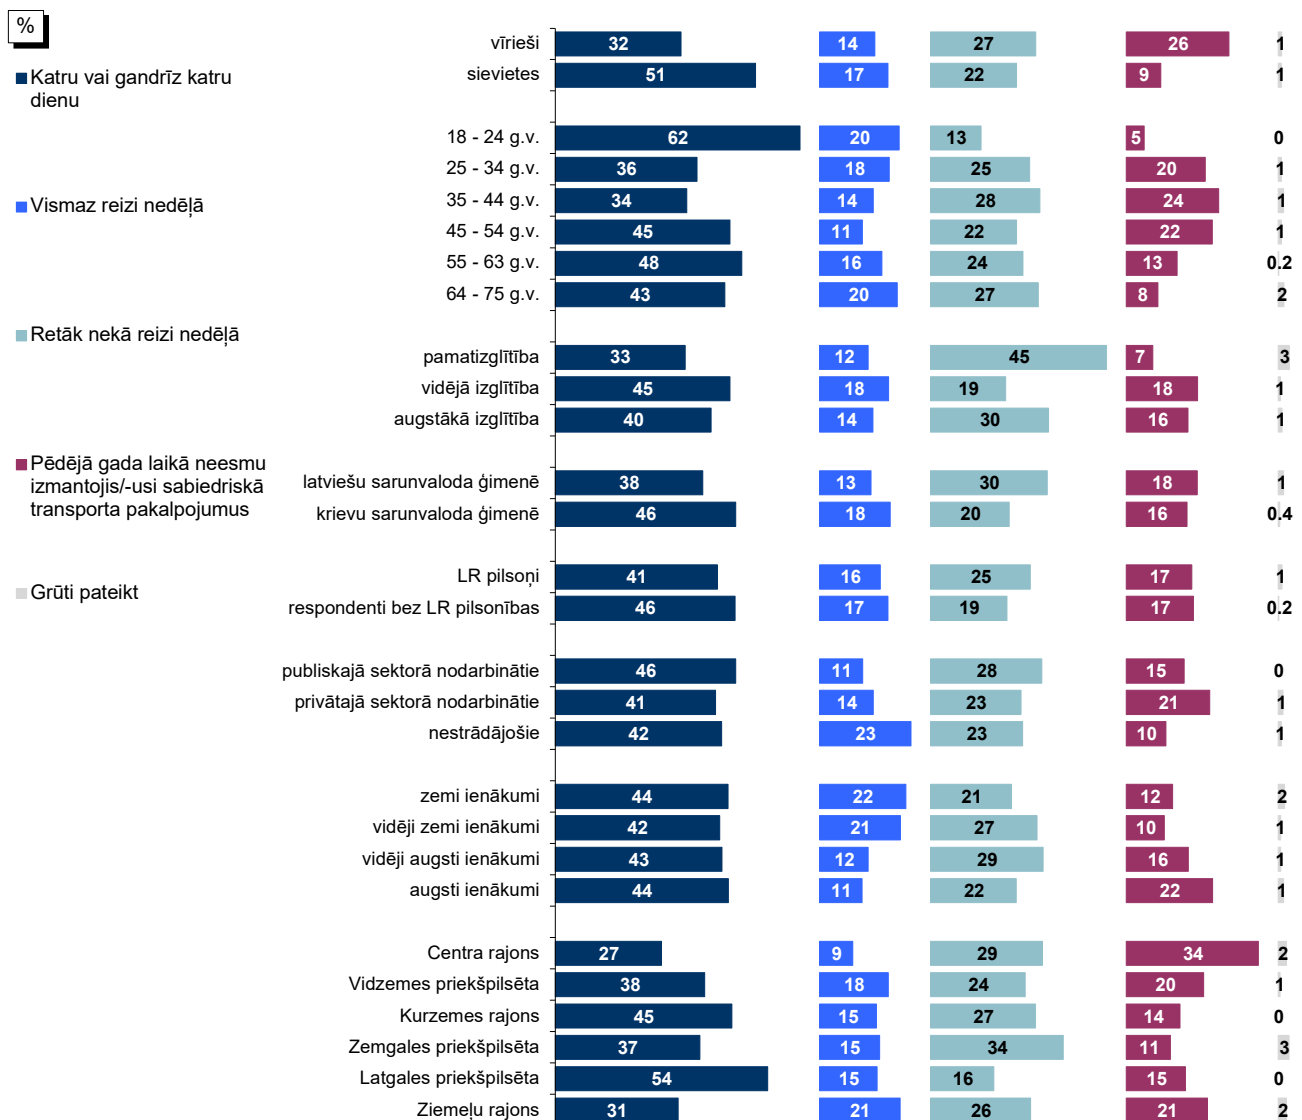 %
Katru vai gandrīz katru
dienu
Vismaz reizi nedēļā
Retāk nekā reizi nedēļā
Pēdējā gada laikā neesmu
izmantojis/-usi sabiedriskā
transporta pakalpojumus
Grūti pateikt
vīrieši 32 14 27 26 1
sievietes 51 17 22 9 1
18 - 24 g.v. 62 20 13 5 0
25 - 34 g.v. 36 18 25 20 1
35 - 44 g.v. 34 14 28 24 1
45 - 54 g.v. 45 11 22 22 1
55 - 63 g.v. 48 16 24 13 0.2
64 - 75 g.v. 43 20 27 8 2
pamatizglītība 33 12 45 7 3
vidējā izglītība 45 18 19 18 1
augstākā izglītība 40 14 30 16 1
latviešu sarunvaloda ģimenē 38 13 30 18 1
krievu sarunvaloda ģimenē 46 18 20 16 0.4
LR pilsoņi 41 16 25 17 1
respondenti bez LR pilsonības 46 17 19 17 0.2
publiskajā sektorā nodarbinātie 46 11 28 15 0
privātajā sektorā nodarbinātie 41 14 23 21 1
nestrādājošie 42 23 23 10 1
zemi ienākumi 44 22 21 12 2
vidēji zemi ienākumi 42 21 27 10 1
vidēji augsti ienākumi 43 12 29 16 1
augsti ienākumi 44 11 22 22 1
Centra rajons 27 9 29 34 2
Vidzemes priekšpilsēta 38 18 24 20 1
Kurzemes rajons 45 15 27 14 0
Zemgales priekšpilsēta 37 15 34 11 3
Latgales priekšpilsēta 54 15 16 15 0
Ziemeļu rajons 31 21 26 21 2